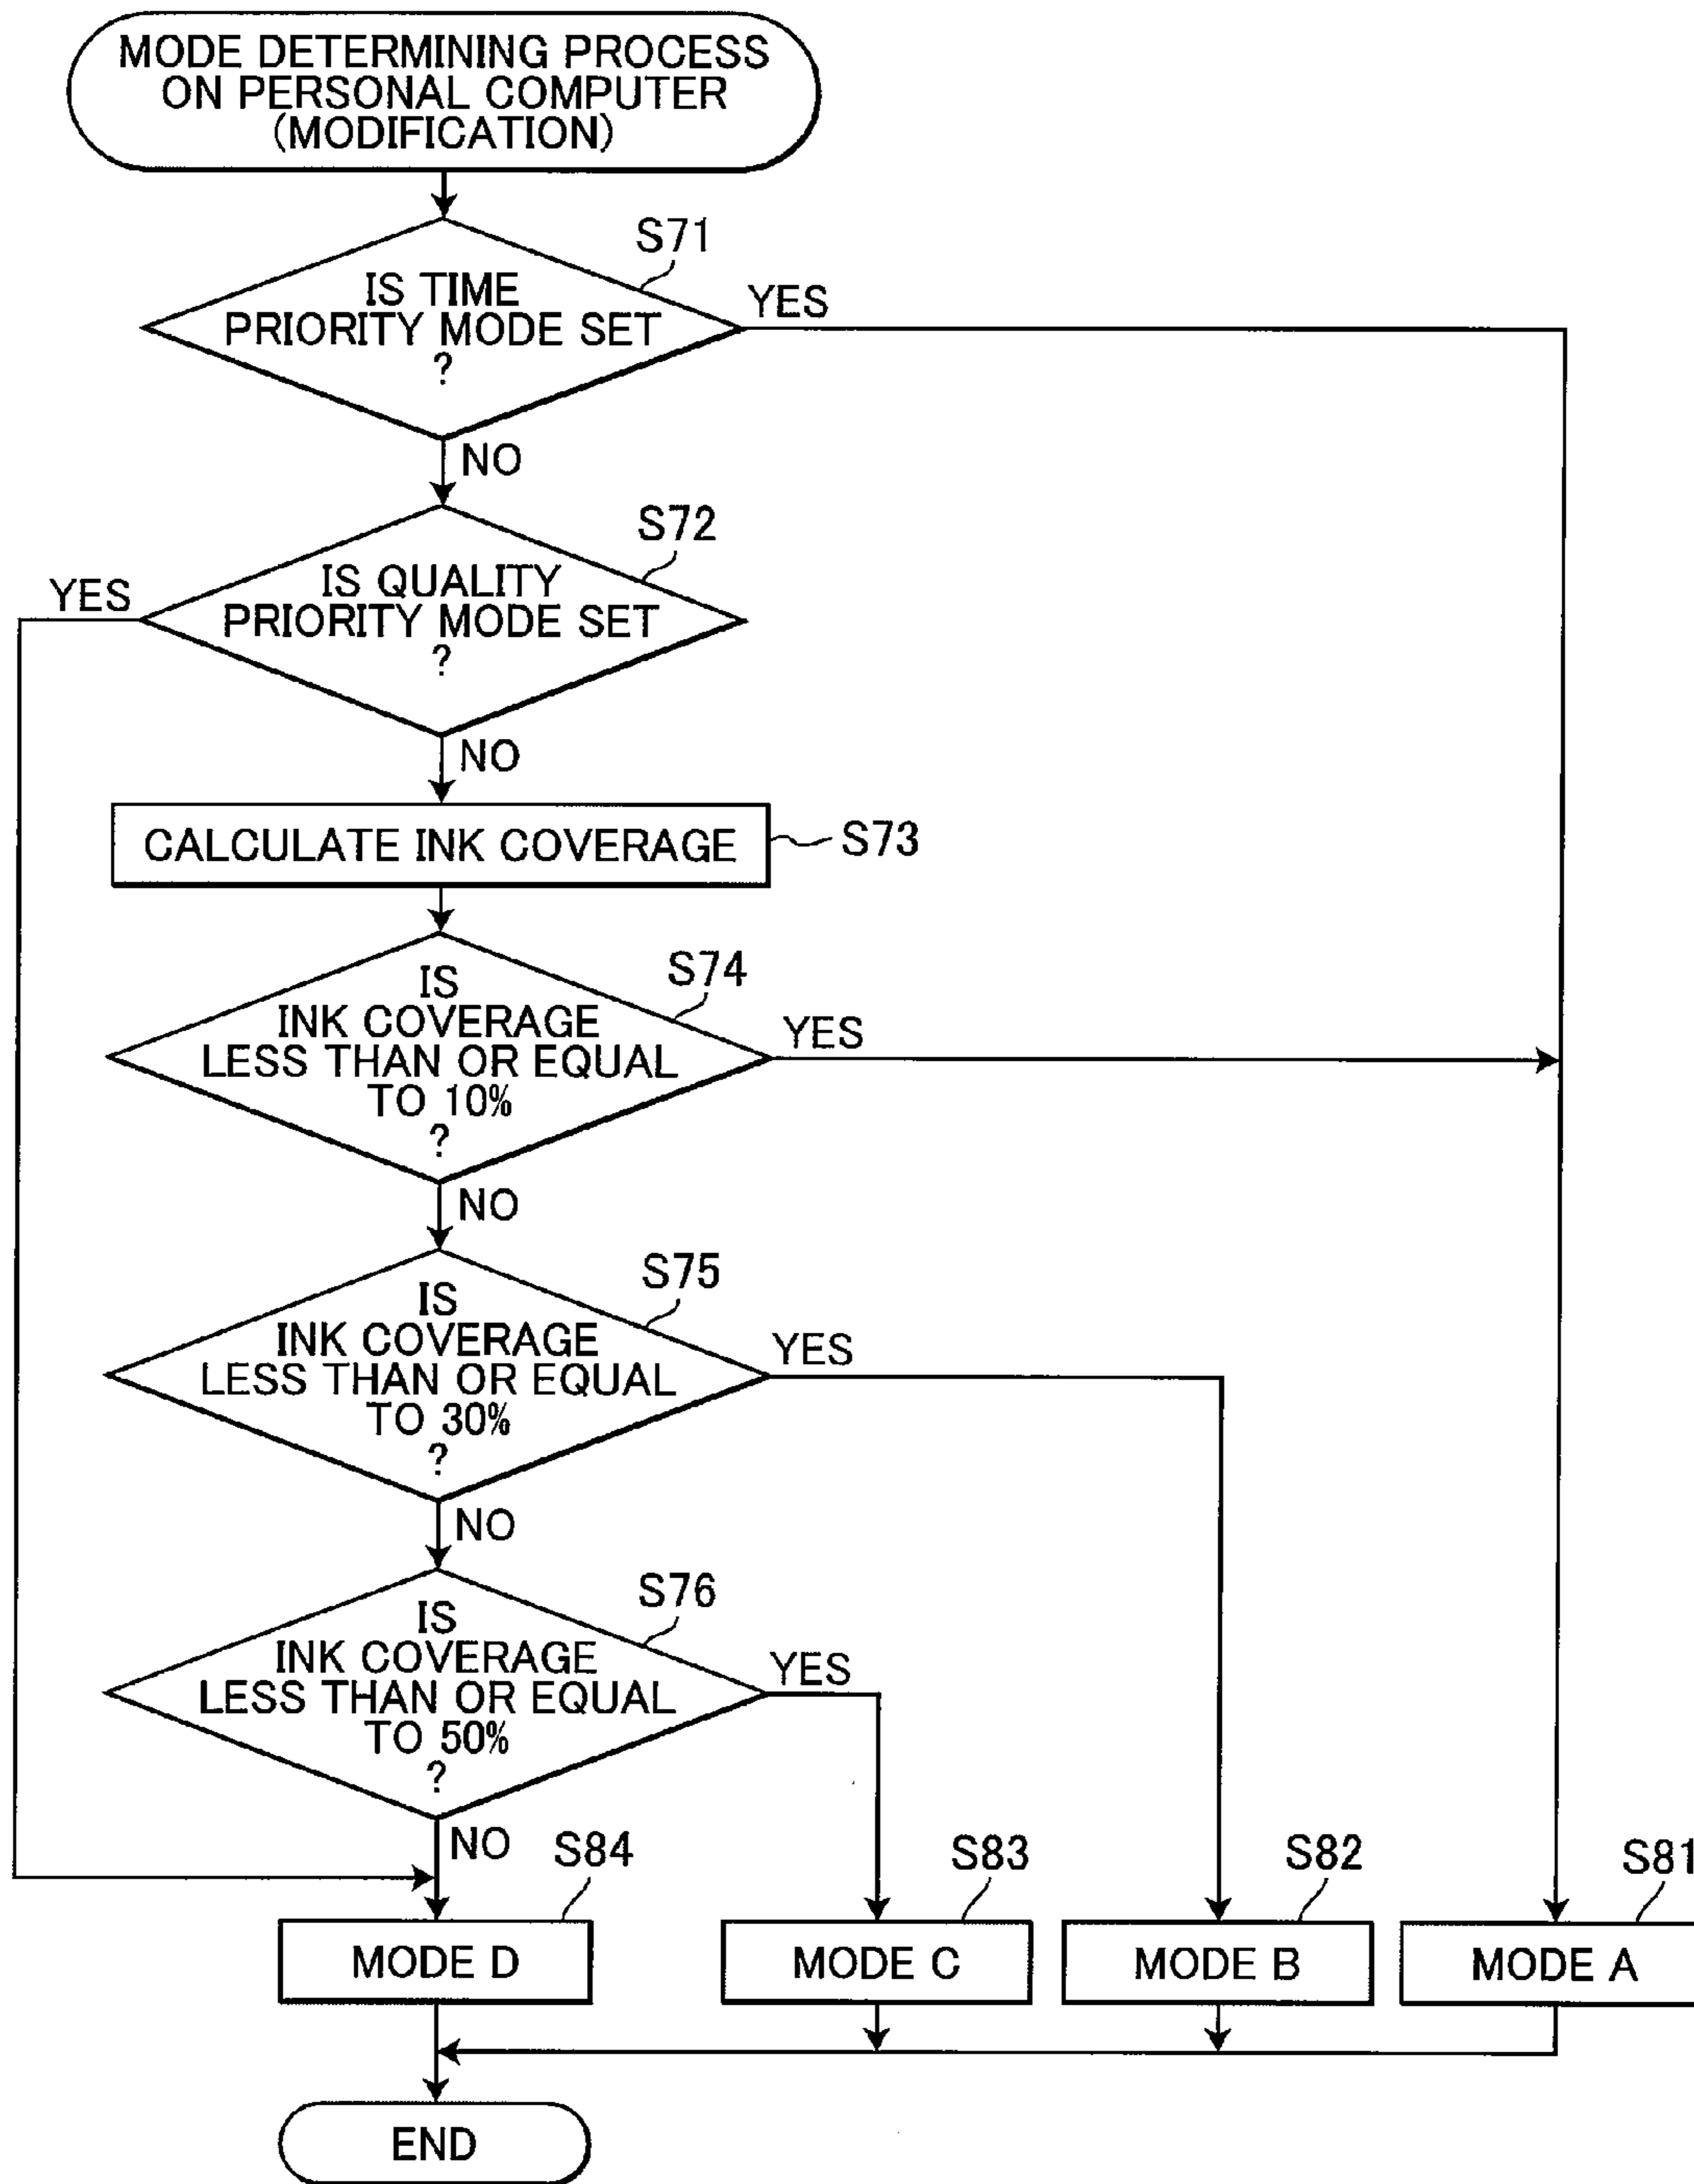 MODE DETERMINING PROCESS
ON PERSONAL COMPUTER
(MODIFICATION)
S71
IS TIME
PRIORITY MODE SET
?
YES
NO
S72
IS QUALITY
PRIORITY MODE SET
?
YES
NO
CALCULATE INK COVERAGE
S73
S74
IS
INK COVERAGE
LESS THAN OR EQUAL
TO 10%
?
YES
NO
S75
IS
INK COVERAGE
LESS THAN OR EQUAL
TO 30%
?
YES
NO
S76
IS
INK COVERAGE
LESS THAN OR EQUAL
TO 50%
?
YES
NO
S84
S83
S82
S81
MODE D
MODE C
MODE B
MODE A
END